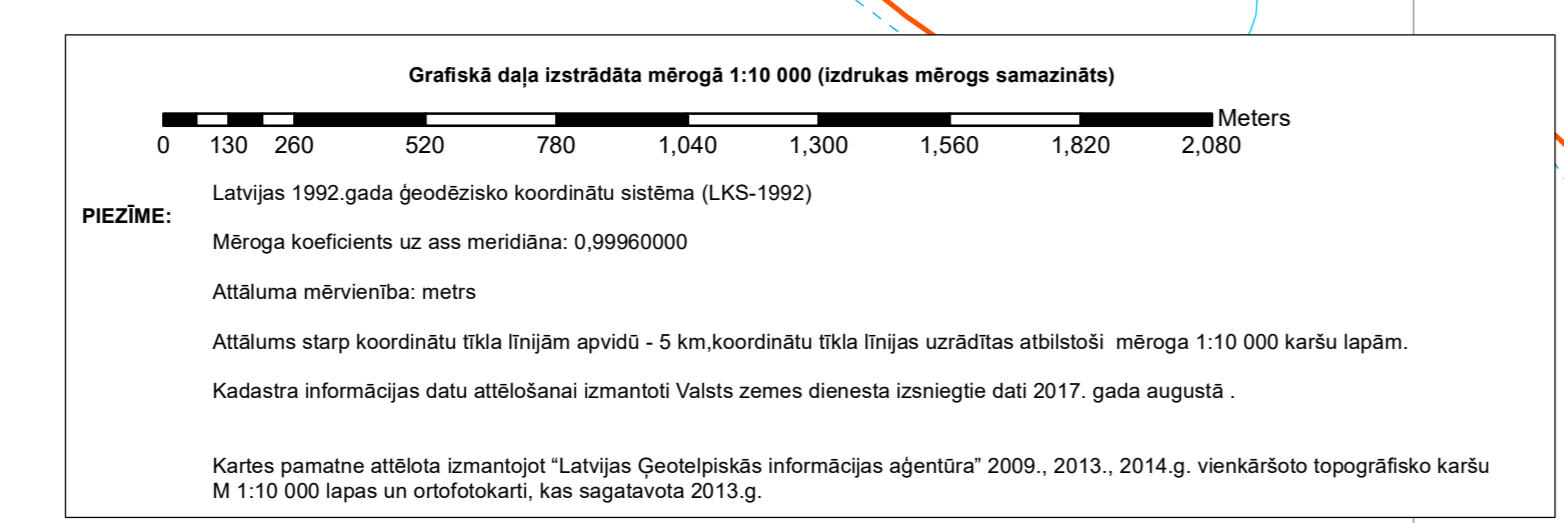 Grafiskā daļa izstrādāta mērogā 1:10 000 (izdrukas mērogs samazināts)
Meters
0 130 260 520 780 1,040 1,300 1,560 1,820 2,080
Latvijas 1992.gada ģeodēzisko koordinātu sistēma (LKS-1992)
PIEZĪME:
Mēroga koeficients uz ass meridiāna: 0,99960000
Attāluma mērvienība: metrs
Attālums starp koordinātu tīkla līnijām apvidū - 5 km,koordinātu tīkla līnijas uzrādītas atbilstoši mēroga 1:10 000 karšu lapām.
Kadastra informācijas datu attēlošanai izmantoti Valsts zemes dienesta izsniegtie dati 2017. gada augustā .
Kartes pamatne attēlota izmantojot “Latvijas Ģeotelpiskās informācijas aģentūra” 2009., 2013., 2014.g. vienkāršoto topogrāfisko karšu
M 1:10 000 lapas un ortofotokarti, kas sagatavota 2013.g.